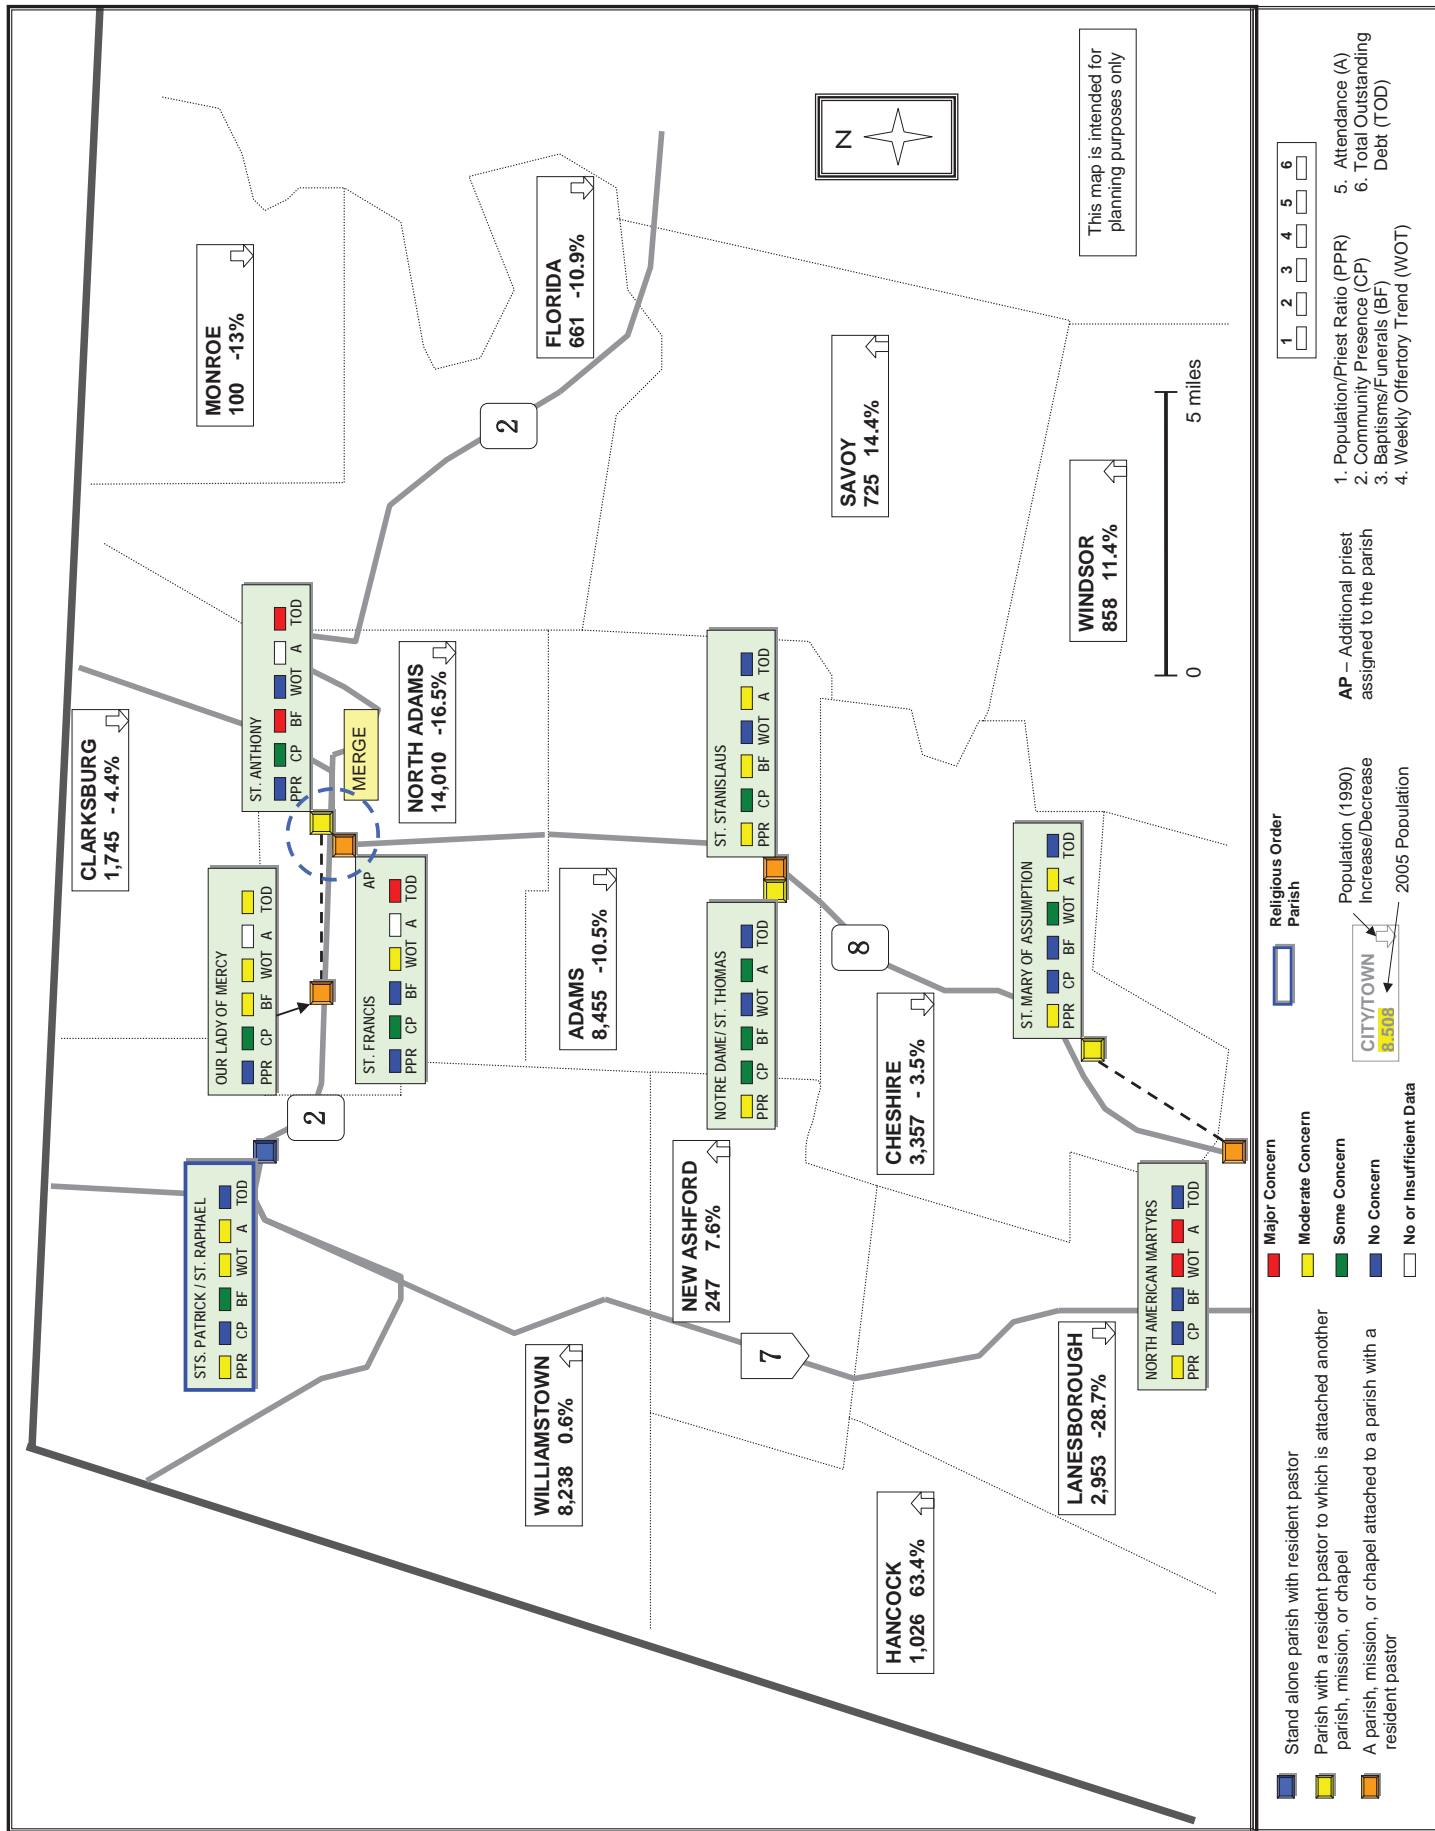 CLARKSBURG
1,745 - 4.4%
MONROE
100 -13%
STS. PATRICK / ST. RAPHAEL
PPR CP BF WOT A TOD
OUR LADY OF MERCY
PPR CP BF WOT A TOD
ST. ANTHONY
PPR CP BF WOT A TOD
2
MERGE
ST. FRANCIS
AP
PPR CP BF WOT A TOD
NORTH ADAMS
14,010 -16.5%
2
FLORIDA
661 -10.9%
N
WILLIAMSTOWN
8,238 0.6%
ADAMS
8,455 -10.5%
NEW ASHFORD
247 7.6%
NOTRE DAME/ ST. THOMAS
PPR CP BF WOT A TOD
ST. STANISLAUS
PPR CP BF WOT A TOD
7
8
SAVOY
725 14.4%
HANCOCK
1,026 63.4%
CHESHIRE
3,357 - 3.5%
ST. MARY OF ASSUMPTION
PPR CP BF WOT A TOD
WINDSOR
858 11.4%
LANESBOROUGH
2,953 -28.7%
NORTH AMERICAN MARTYRS
PPR CP BF WOT A TOD
This map is intended for
planning purposes only
0
5 miles
Stand alone parish with resident pastor
Parish with a resident pastor to which is attached another
parish, mission, or chapel
A parish, mission, or chapel attached to a parish with a
resident pastor
Major Concern
Moderate Concern
Some Concern
No Concern
No or Insufficient Data
Religious Order
Parish
CITY/TOWN
8.508
Population (1990)
Increase/Decrease
2005 Population
AP – Additional priest
assigned to the parish
1 2 3 4 5 6
1. Population/Priest Ratio (PPR)
2. Community Presence (CP)
3. Baptisms/Funerals (BF)
4. Weekly Offertory Trend (WOT)
5. Attendance (A)
6. Total Outstanding
Debt (TOD)